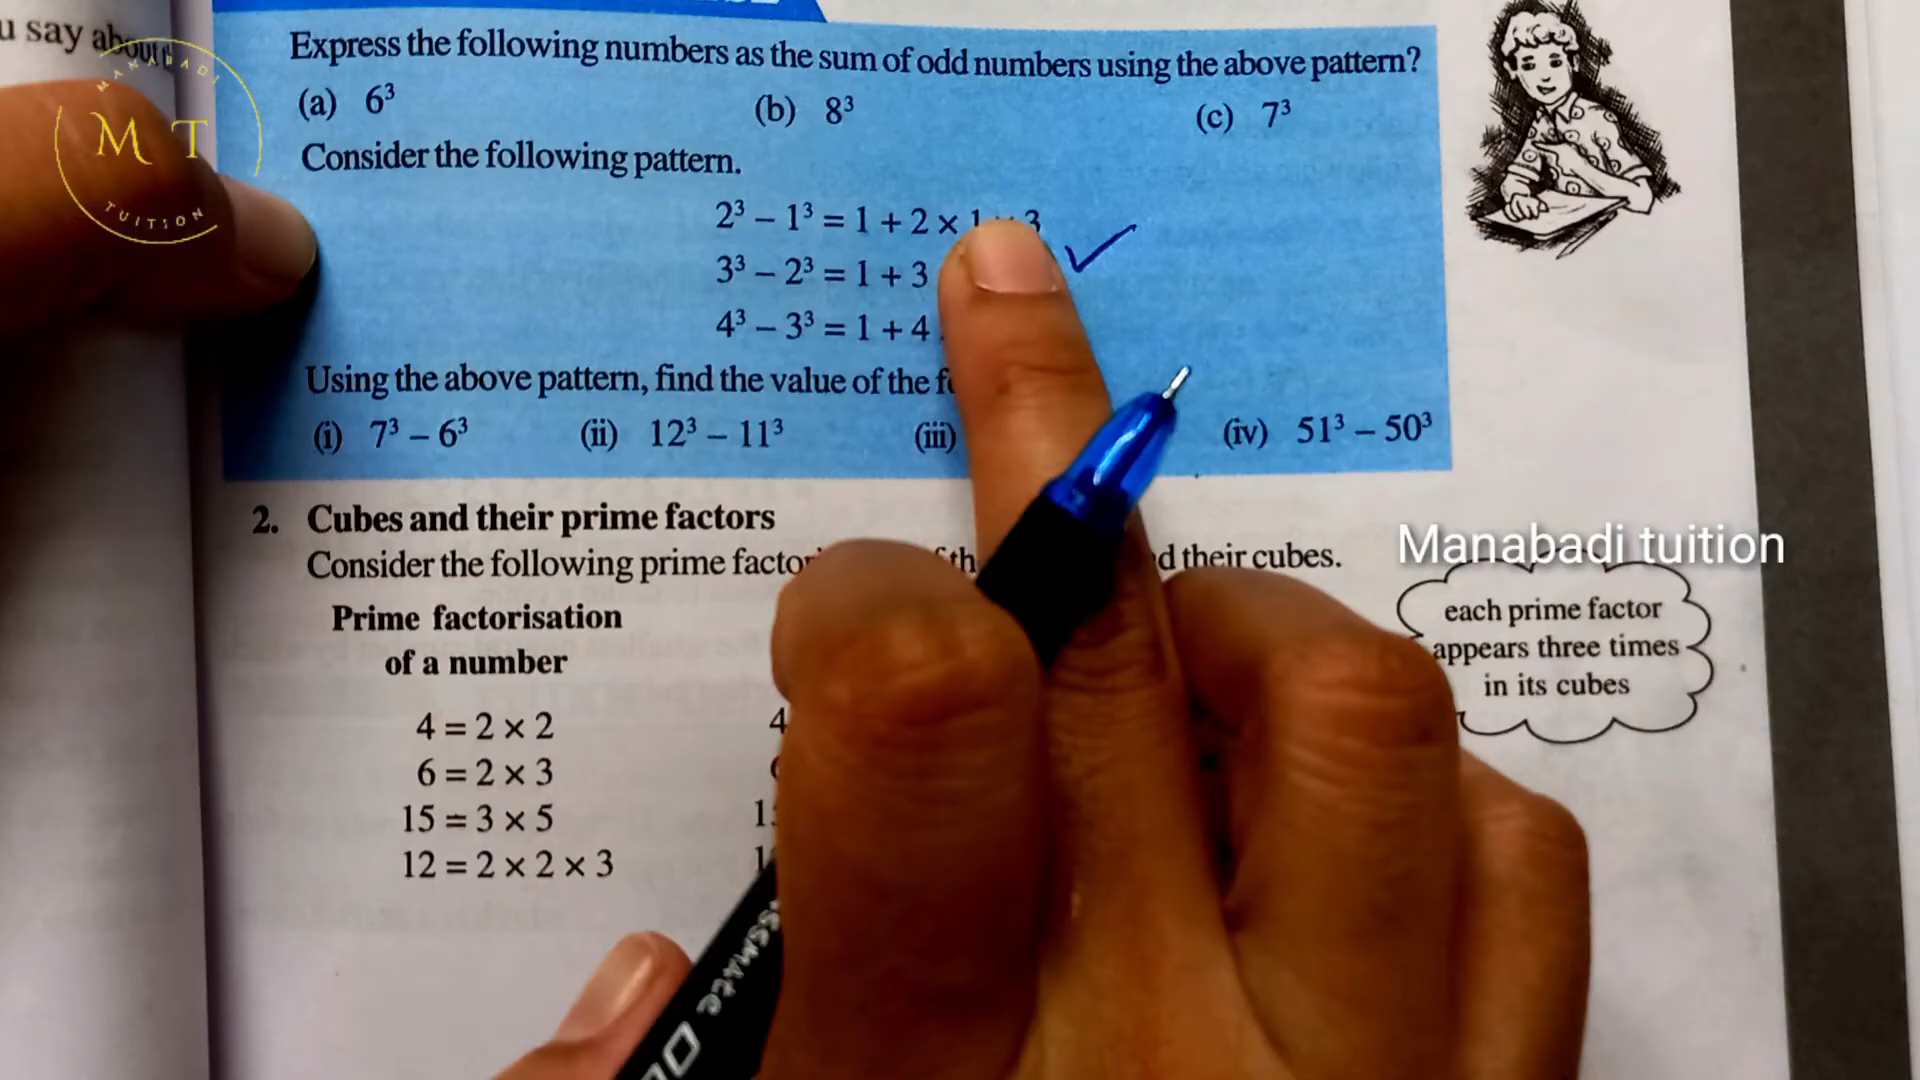 u say about
MANABADI
M T
TUITION
Express the following numbers as the sum of odd numbers using the above pattern?
(a) 6³ (b) 8³ (c) 7³
Consider the following pattern.
2³ – 1³ = 1 + 2 × 1 × 3
3³ – 2³ = 1 + 3
4³ – 3³ = 1 + 4
Using the above pattern, find the value of the
(i) 7³ – 6³ (ii) 12³ – 11³ (iii) (iv) 51³ – 50³
2. Cubes and their prime factors
Consider the following prime their cubes.
Manabadi tuition
Prime factorisation
of a number
each prime factor
appears three times
in its cubes
4 = 2 × 2
6 = 2 × 3
15 = 3 × 5
12 = 2 × 2 × 3